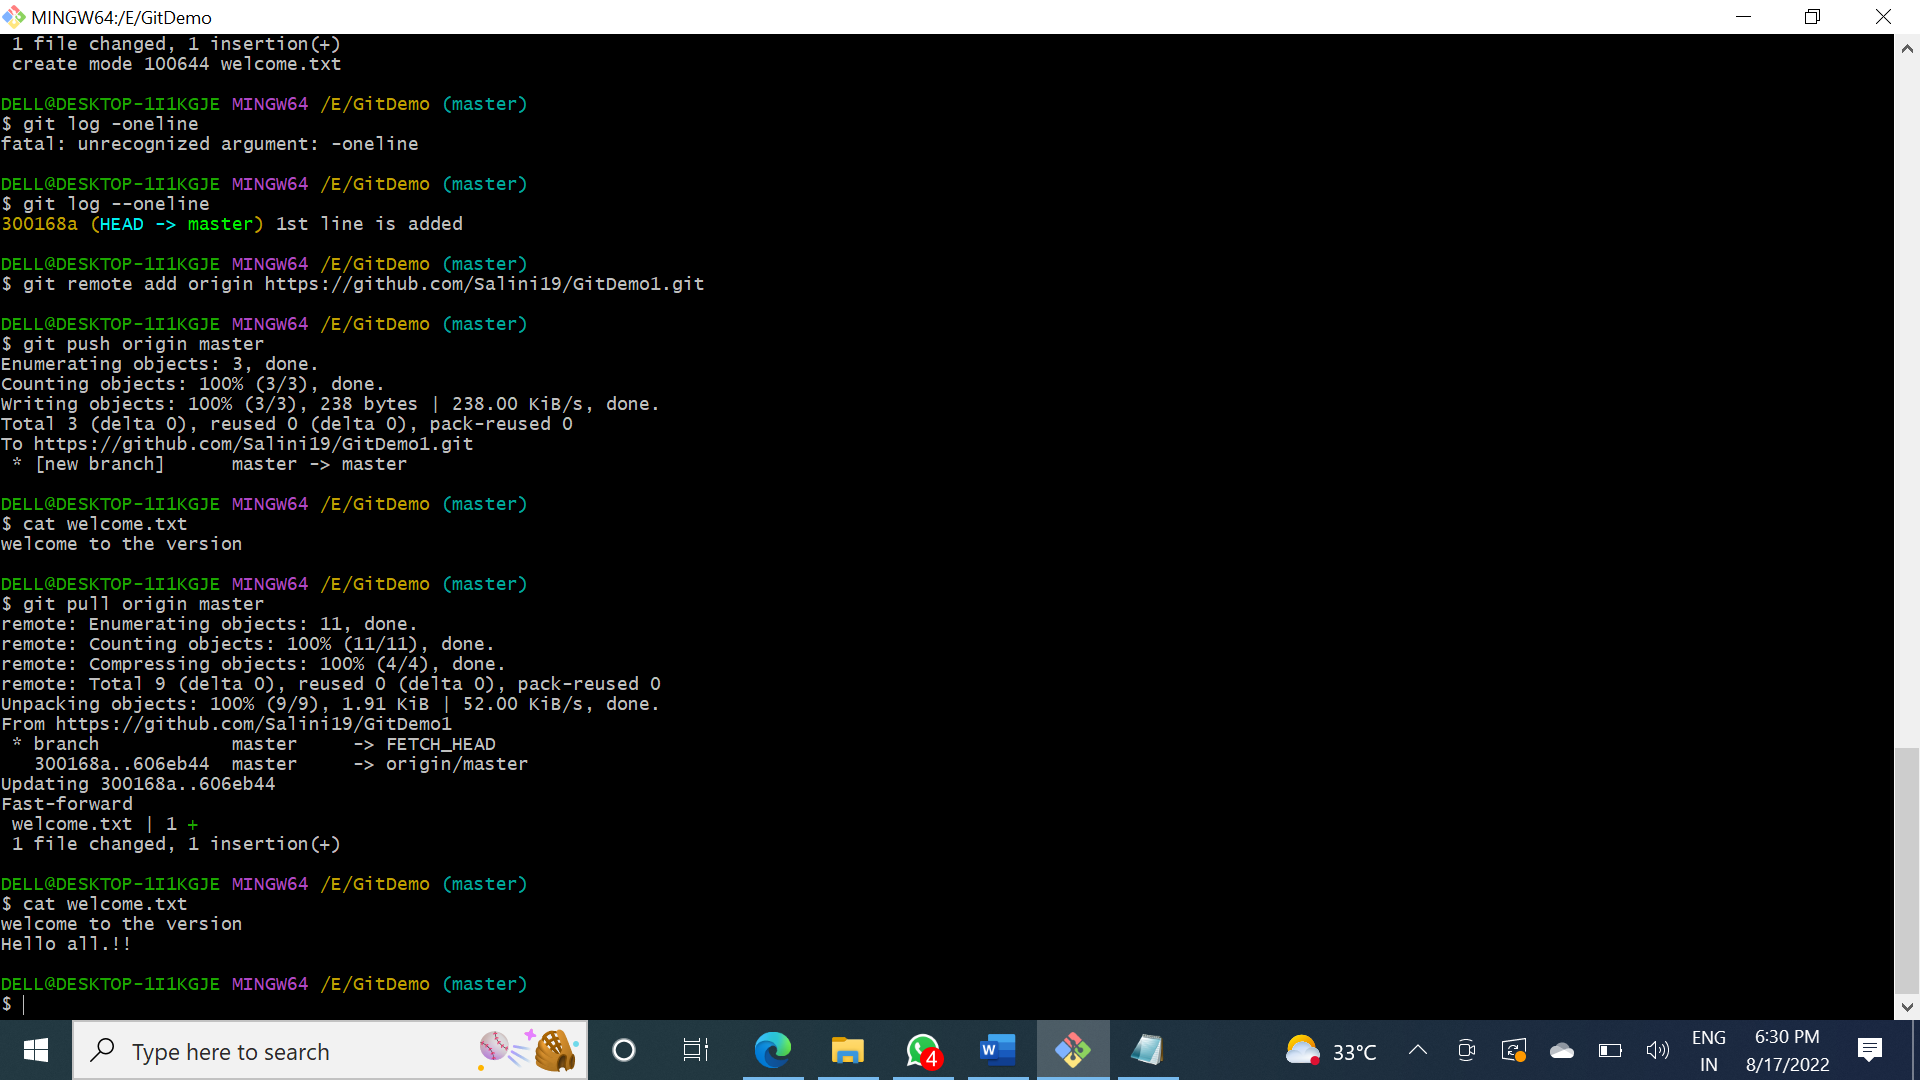 MINGW64:/E/GitDemo
1 file changed, 1 insertion(+)
create mode 100644 welcome.txt
DELL@DESKTOP-1I1KGJE MINGW64 /E/GitDemo (master)
$ git log -oneline
fatal: unrecognized argument: -oneline
DELL@DESKTOP-1I1KGJE MINGW64 /E/GitDemo (master)
$ git log --oneline
300168a (HEAD -> master) 1st line is added
DELL@DESKTOP-1I1KGJE MINGW64 /E/GitDemo (master)
$ git remote add origin https://github.com/Salini19/GitDemo1.git
DELL@DESKTOP-1I1KGJE MINGW64 /E/GitDemo (master)
$ git push origin master
Enumerating objects: 3, done.
Counting objects: 100% (3/3), done.
Writing objects: 100% (3/3), 238 bytes | 238.00 KiB/s, done.
Total 3 (delta 0), reused 0 (delta 0), pack-reused 0
To https://github.com/Salini19/GitDemo1.git
* [new branch]      master -> master
DELL@DESKTOP-1I1KGJE MINGW64 /E/GitDemo (master)
$ cat welcome.txt
welcome to the version
DELL@DESKTOP-1I1KGJE MINGW64 /E/GitDemo (master)
$ git pull origin master
remote: Enumerating objects: 11, done.
remote: Counting objects: 100% (11/11), done.
remote: Compressing objects: 100% (4/4), done.
remote: Total 9 (delta 0), reused 0 (delta 0), pack-reused 0
Unpacking objects: 100% (9/9), 1.91 KiB | 52.00 KiB/s, done.
From https://github.com/Salini19/GitDemo1
* branch            master     -> FETCH_HEAD
300168a..606eb44  master     -> origin/master
Updating 300168a..606eb44
Fast-forward
welcome.txt | 1 +
1 file changed, 1 insertion(+)
DELL@DESKTOP-1I1KGJE MINGW64 /E/GitDemo (master)
$ cat welcome.txt
welcome to the version
Hello all.!!
DELL@DESKTOP-1I1KGJE MINGW64 /E/GitDemo (master)
$
Type here to search
4
W
33°C
ENG
IN
6:30 PM
8/17/2022